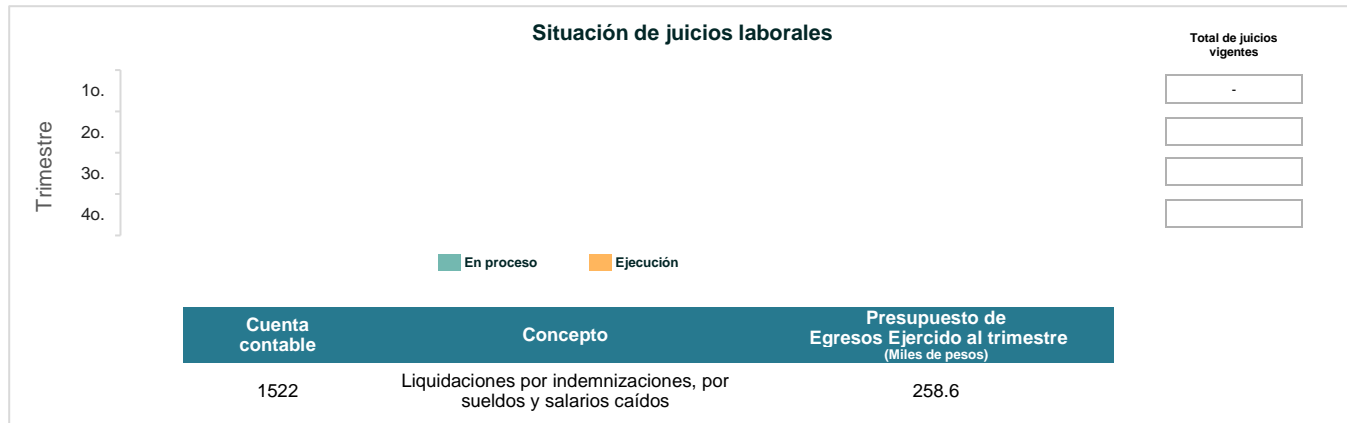 Situación de juicios laborales
Total de juicios
vigentes
Trimestre
1o.
-
2o.
3o.
4o.
En proceso
Ejecución
Cuenta
contable
Concepto
Presupuesto de
Egresos Ejercido al trimestre
(Miles de pesos)
1522
Liquidaciones por indemnizaciones, por
sueldos y salarios caídos
258.6